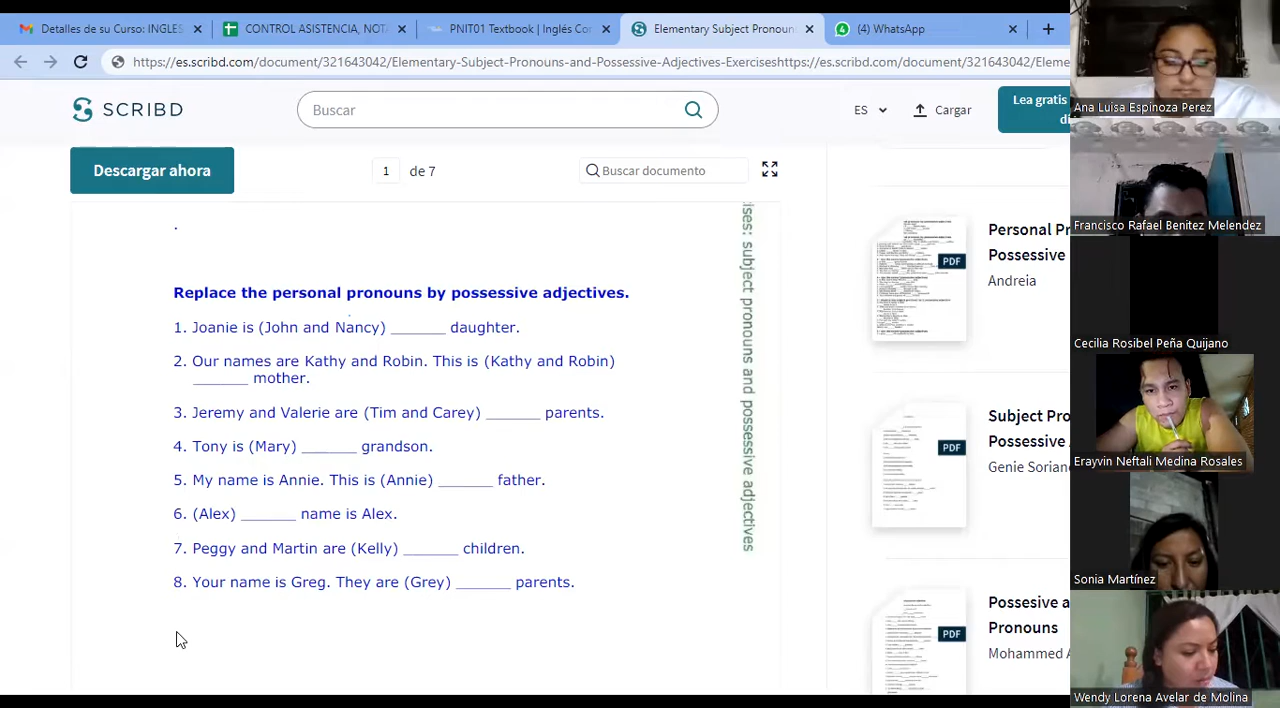 Detalles de su Curso: INGLES
CONTROL ASISTENCIA, NOT
PNIT01 Textbook | Inglés Co
Elementary Subject Pronoun
(4) WhatsApp
https://es.scribd.com/document/321643042/Elementary-Subject-Pronouns-and-Possessive-Adjectives-Exerciseshttps://es.scribd.com/document/321643042/Eleme
SCRIBD
Buscar
ES
Cargar
Lea gratis
di
Descargar ahora
1 de 7
Buscar documento
ises: subject pronouns and possessive adjectives
.
Replace the personal pronouns by possessive adjectives.
1. Joanie is (John and Nancy) _______ daughter.
2. Our names are Kathy and Robin. This is (Kathy and Robin)
_______ mother.
3. Jeremy and Valerie are (Tim and Carey) _______ parents.
4. Tony is (Mary) _______ grandson.
5. My name is Annie. This is (Annie) _______ father.
6. (Alex) _______ name is Alex.
7. Peggy and Martin are (Kelly) _______ children.
8. Your name is Greg. They are (Grey) _______ parents.
PDF
Personal Pr
Possessive
Andreia
PDF
Subject Pro
Possessive
Genie Soriano
PDF
Possesive a
Pronouns
Mohammed A
Ana Luisa Espinoza Perez
Francisco Rafael Benitez Melendez
Cecilia Rosibel Peña Quijano
Erayvin Neftali Medina Rosales
Sonia Martínez
Wendy Lorena Avelar de Molina